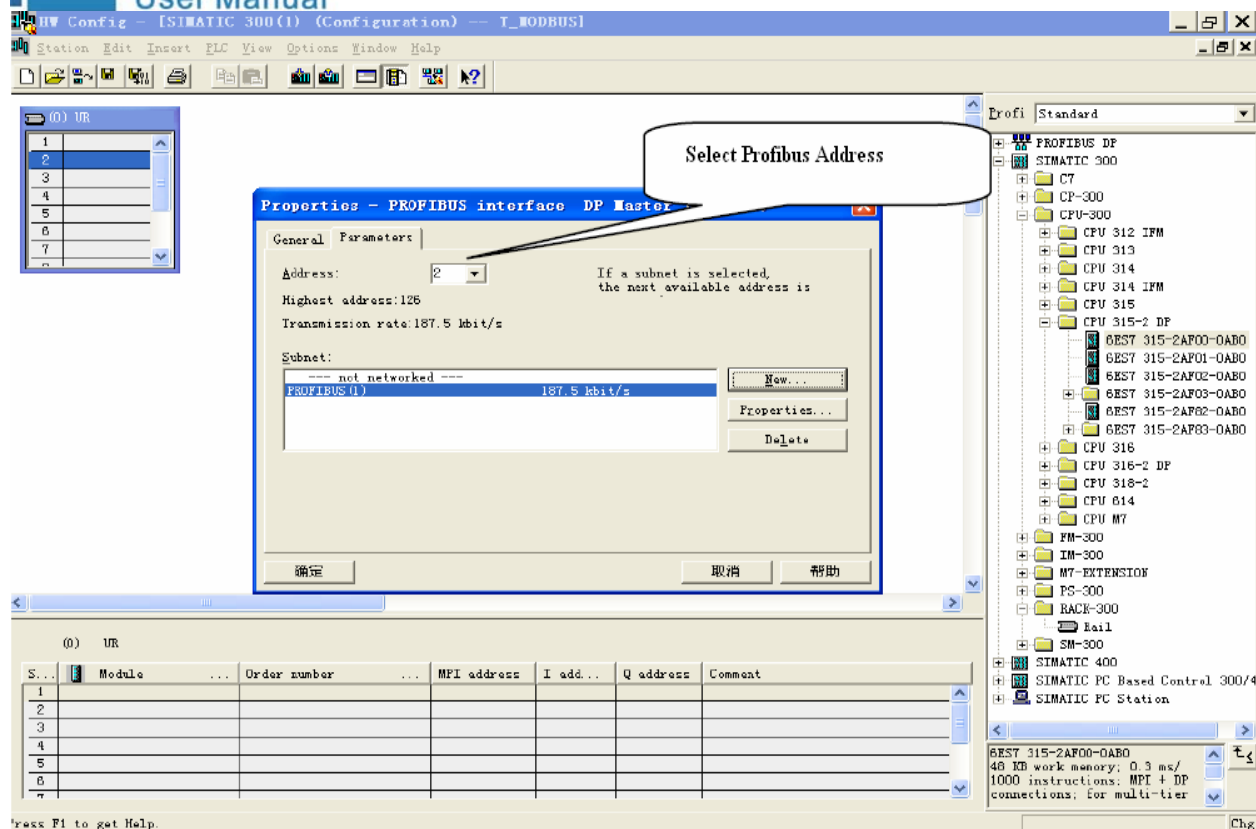 User Manual
HW Config - [SIMATIC 300(1) (Configuration) -- T_MODBUS]
Station Edit Insert PLC View Options Window Help
(0) UR
1
2
3
4
5
6
7
Select Profibus Address
Properties - PROFIBUS interface DP Master
General Parameters
Address: 2
If a subnet is selected,
the next available address is
Highest address:126
Transmission rate:187.5 kbit/s
Subnet:
--- not networked ---
PROFIBUS(1) 187.5 kbit/s
New...
Properties...
Delete
确定 取消 帮助
Profi Standard
PROFIBUS DP
SIMATIC 300
C7
CP-300
CPU-300
CPU 312 IFM
CPU 313
CPU 314
CPU 314 IFM
CPU 315
CPU 315-2 DP
6ES7 315-2AF00-0AB0
6ES7 315-2AF01-0AB0
6ES7 315-2AF02-0AB0
6ES7 315-2AF03-0AB0
6ES7 315-2AF82-0AB0
6ES7 315-2AF83-0AB0
CPU 316
CPU 316-2 DP
CPU 318-2
CPU 614
CPU M7
FM-300
IM-300
M7-EXTENSION
PS-300
RACK-300
Rail
SM-300
SIMATIC 400
SIMATIC PC Based Control 300/4
SIMATIC PC Station
6ES7 315-2AF00-0AB0
48 KB work memory; 0.3 ms/
1000 instructions; MPI + DP
connections; for multi-tier
(0) UR
S... Module ... Order number ... MPI address I add... Q address Comment
1
2
3
4
5
6
7
Press F1 to get Help.
Chg